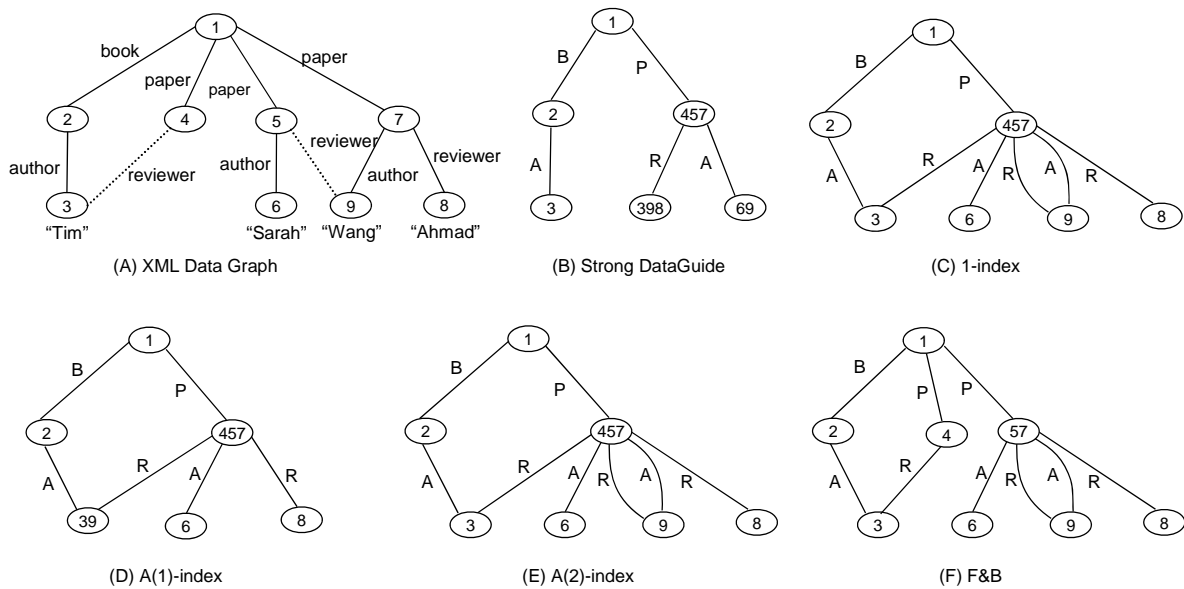 1
book
paper
paper
paper
2
4
5
7
author
reviewer
author
reviewer
author
reviewer
3
6
9
8
“Tim”
“Sarah”
“Wang”
“Ahmad”
(A) XML Data Graph
1
B
P
2
457
A
R
A
3
398
69
(B) Strong DataGuide
1
B
P
2
457
A
R
A
R
A
R
3
6
9
8
(C) 1-index
1
B
P
2
457
A
R
A
R
39
6
8
(D) A(1)-index
1
B
P
2
457
A
R
A
R
A
R
3
6
9
8
(E) A(2)-index
1
B
P
P
2
4
57
A
R
A
R
A
R
3
6
9
8
(F) F&B